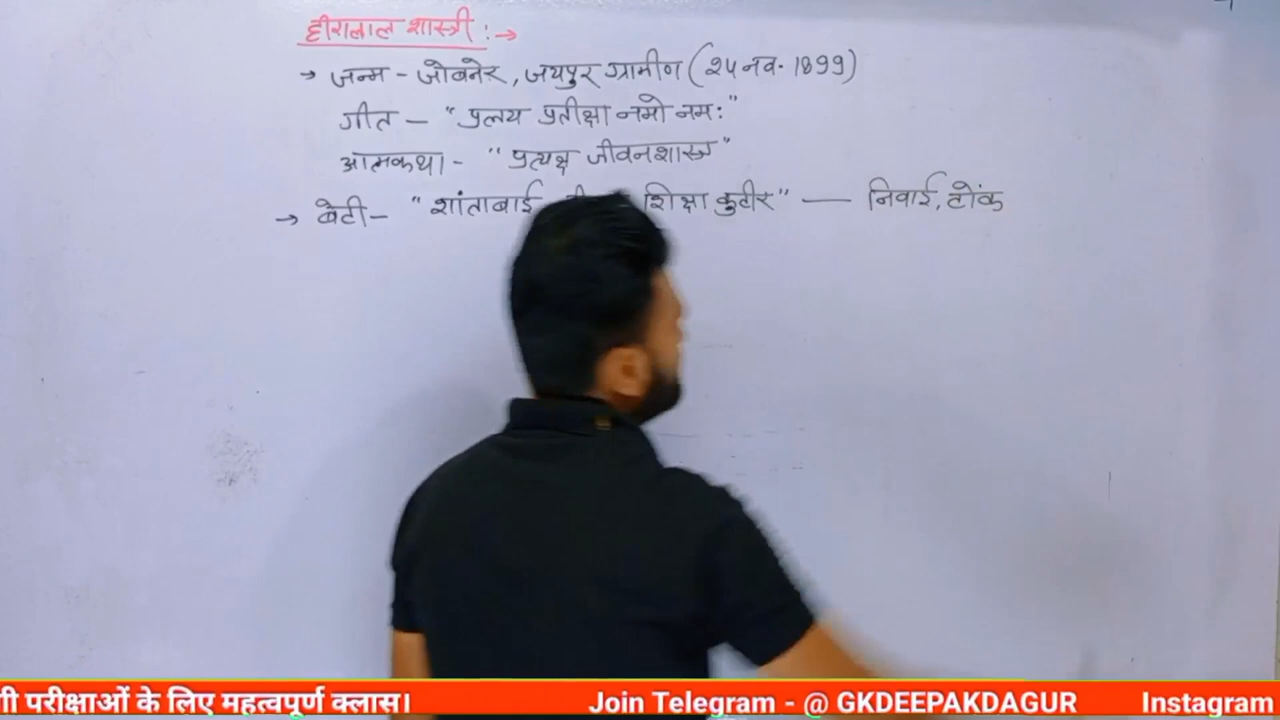 हीरालाल शास्त्री :→
→ जन्म - जोबनेर, जयपुर ग्रामीण (24 नव. 1899)
गीत - "प्रलय प्रतीक्षा नमो नमः"
आत्मकथा - "प्रत्यक्ष जीवनशास्त्र"
→ बेटी - "शांताबाई शिक्षा कुटीर" — निवाई, टोंक
गी परीक्षाओं के लिए महत्वपूर्ण क्लास। Join Telegram - @ GKDEEPAKDAGUR Instagram